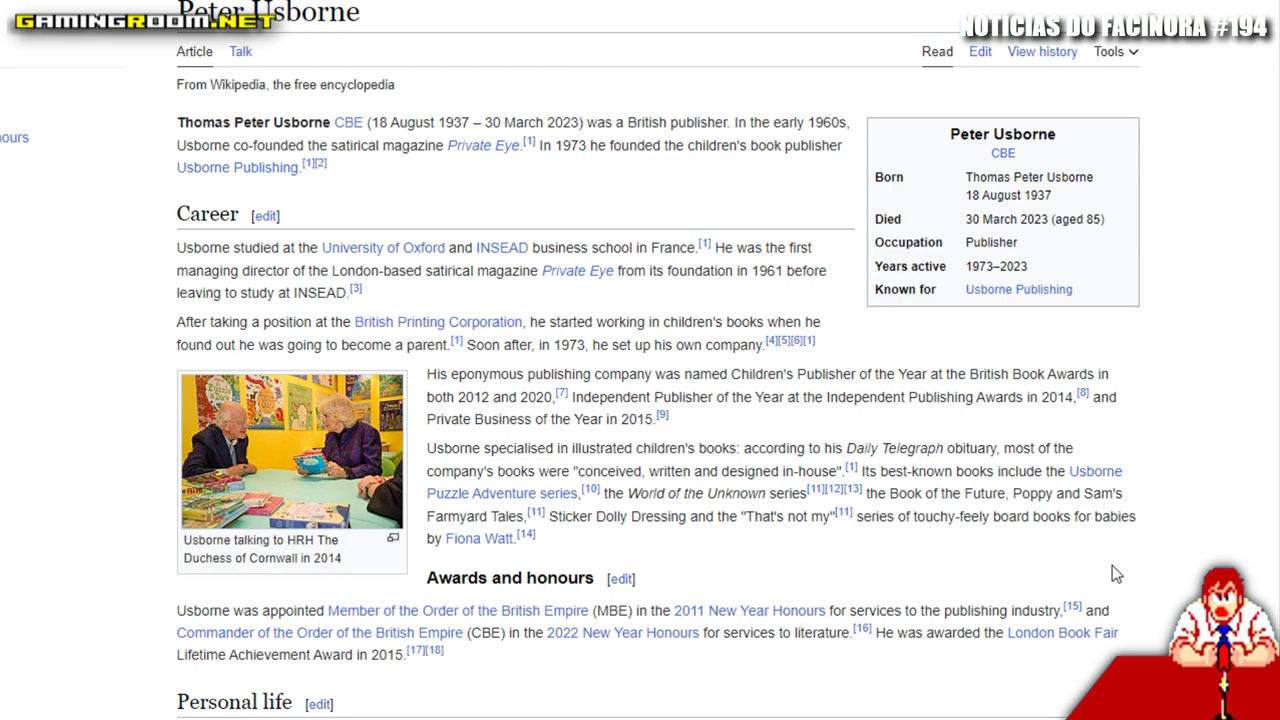 Peter Usborne
GAMINGROOM.NET
NOTÍCIAS DO FACÍNORA #194
Article Talk
Read Edit View history Tools
From Wikipedia, the free encyclopedia
ours
Thomas Peter Usborne CBE (18 August 1937 – 30 March 2023) was a British publisher. In the early 1960s,
Usborne co-founded the satirical magazine Private Eye.[1] In 1973 he founded the children's book publisher
Usborne Publishing.[1][2]
Peter Usborne
CBE
Born Thomas Peter Usborne
18 August 1937
Died 30 March 2023 (aged 85)
Occupation Publisher
Years active 1973–2023
Known for Usborne Publishing
Career [edit]
Usborne studied at the University of Oxford and INSEAD business school in France.[1] He was the first
managing director of the London-based satirical magazine Private Eye from its foundation in 1961 before
leaving to study at INSEAD.[3]
After taking a position at the British Printing Corporation, he started working in children's books when he
found out he was going to become a parent.[1] Soon after, in 1973, he set up his own company.[4][5][6][1]
His eponymous publishing company was named Children's Publisher of the Year at the British Book Awards in
both 2012 and 2020,[7] Independent Publisher of the Year at the Independent Publishing Awards in 2014,[8] and
Private Business of the Year in 2015.[9]
Usborne specialised in illustrated children's books: according to his Daily Telegraph obituary, most of the
company's books were "conceived, written and designed in-house".[1] Its best-known books include the Usborne
Puzzle Adventure series,[10] the World of the Unknown series[11][12][13] the Book of the Future, Poppy and Sam's
Farmyard Tales,[11] Sticker Dolly Dressing and the "That's not my"[11] series of touchy-feely board books for babies
by Fiona Watt.[14]
Usborne talking to HRH The
Duchess of Cornwall in 2014
Awards and honours [edit]
Usborne was appointed Member of the Order of the British Empire (MBE) in the 2011 New Year Honours for services to the publishing industry,[15] and
Commander of the Order of the British Empire (CBE) in the 2022 New Year Honours for services to literature.[16] He was awarded the London Book Fair
Lifetime Achievement Award in 2015.[17][18]
Personal life [edit]